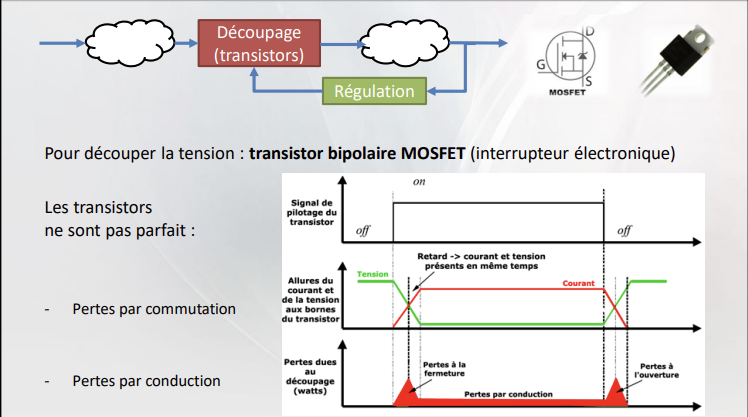 Découpage
(transistors)
Régulation
D
G
S
MOSFET
Pour découper la tension : transistor bipolaire MOSFET (interrupteur électronique)
Les transistors
ne sont pas parfait :
- Pertes par commutation
- Pertes par conduction
Signal de
pilotage du
transistor
off
on
off
Allures du
courant et
de la tension
aux bornes
du transistor
Tension
Retard -> courant et tension
présents en même temps
Courant
Pertes dues
au
découpage
(watts)
Pertes à la
fermeture
Pertes par conduction
Pertes à
l'ouverture